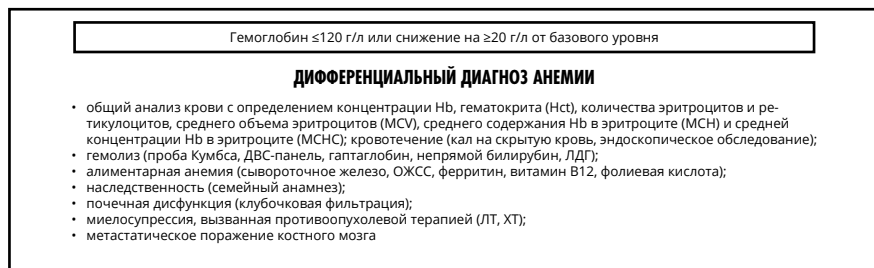 Гемоглобин ≤120 г/л или снижение на ≥20 г/л от базового уровня
ДИФФЕРЕНЦИАЛЬНЫЙ ДИАГНОЗ АНЕМИИ
• общий анализ крови с определением концентрации Hb, гематокрита (Hct), количества эритроцитов и ре-
тикулоцитов, среднего объема эритроцитов (MCV), среднего содержания Hb в эритроците (MCH) и средней
концентрации Hb в эритроците (MCHC); кровотечение (кал на скрытую кровь, эндоскопическое обследование);
• гемолиз (проба Кумбса, ДВС-панель, гаптаглобин, непрямой билирубин, ЛДГ);
• алиментарная анемия (сывороточное железо, ОЖСС, ферритин, витамин B12, фолиевая кислота);
• наследственность (семейный анамнез);
• почечная дисфункция (клубочковая фильтрация);
• миелосупрессия, вызванная противоопухолевой терапией (ЛТ, ХТ);
• метастатическое поражение костного мозга